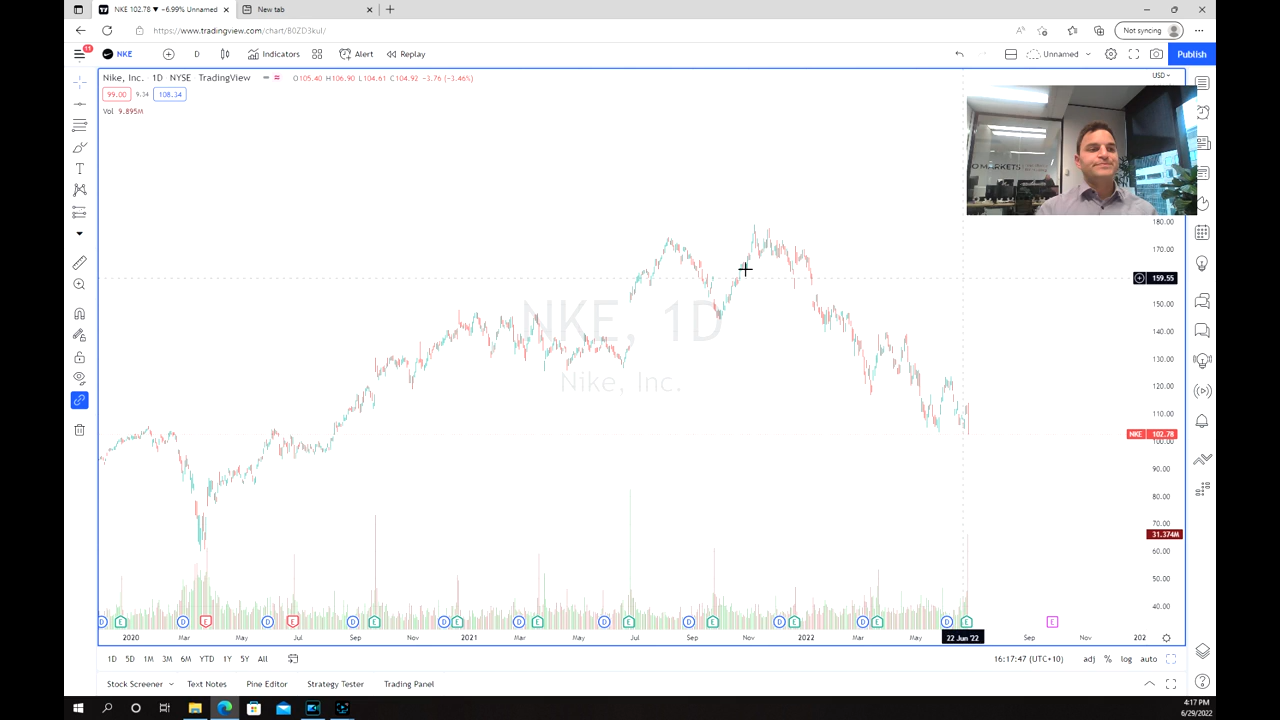 NKE 102.78 ▼ −6.99% Unnamed
New tab
https://www.tradingview.com/chart/B0ZD3kuI/
Not syncing
11
NKE
D
Indicators
Alert
Replay
Unnamed
Publish
Nike, Inc. 1D NYSE TradingView
O105.40 H106.90 L104.61 C104.92 −3.76 (−3.46%)
USD
99.00 9.34 108.34
Vol 9.895M
O MARKETS
180.00
170.00
159.55
150.00
140.00
130.00
120.00
110.00
NKE 102.78
100.00
90.00
80.00
70.00
31.374M
60.00
50.00
40.00
NKE, 1D
Nike, Inc.
D E D E D E D E D E D E D E D E D E D E D E E
2020 Mar May Jul Sep Nov 2021 Mar May Jul Sep Nov 2022 Mar May 22 Jun '22 Sep Nov 202
1D 5D 1M 3M 6M YTD 1Y 5Y All
16:17:47 (UTC+10) adj % log auto
Stock Screener Text Notes Pine Editor Strategy Tester Trading Panel
4:17 PM
6/29/2022